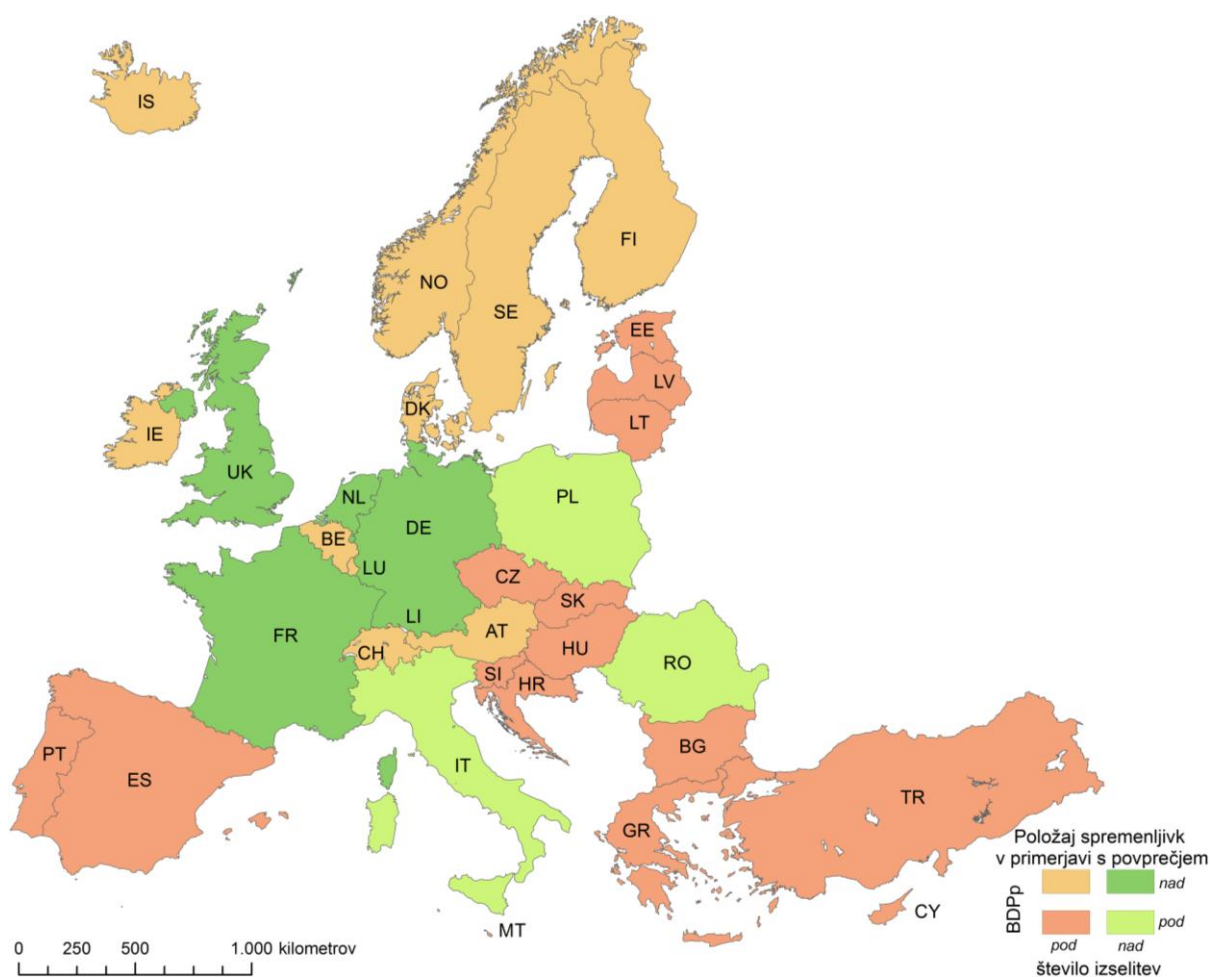 IS
FI
NO
SE
EE
LV
DK
LT
IE
UK
NL
PL
DE
BE
LU
CZ
SK
LI
AT
FR
CH
HU
SI
RO
HR
PT
BG
ES
IT
TR
GR
CY
MT
Položaj spremenljivk
v primerjavi s povprečjem
BDPp
nad
pod
pod nad
število izselitev
0 250 500 1.000 kilometrov